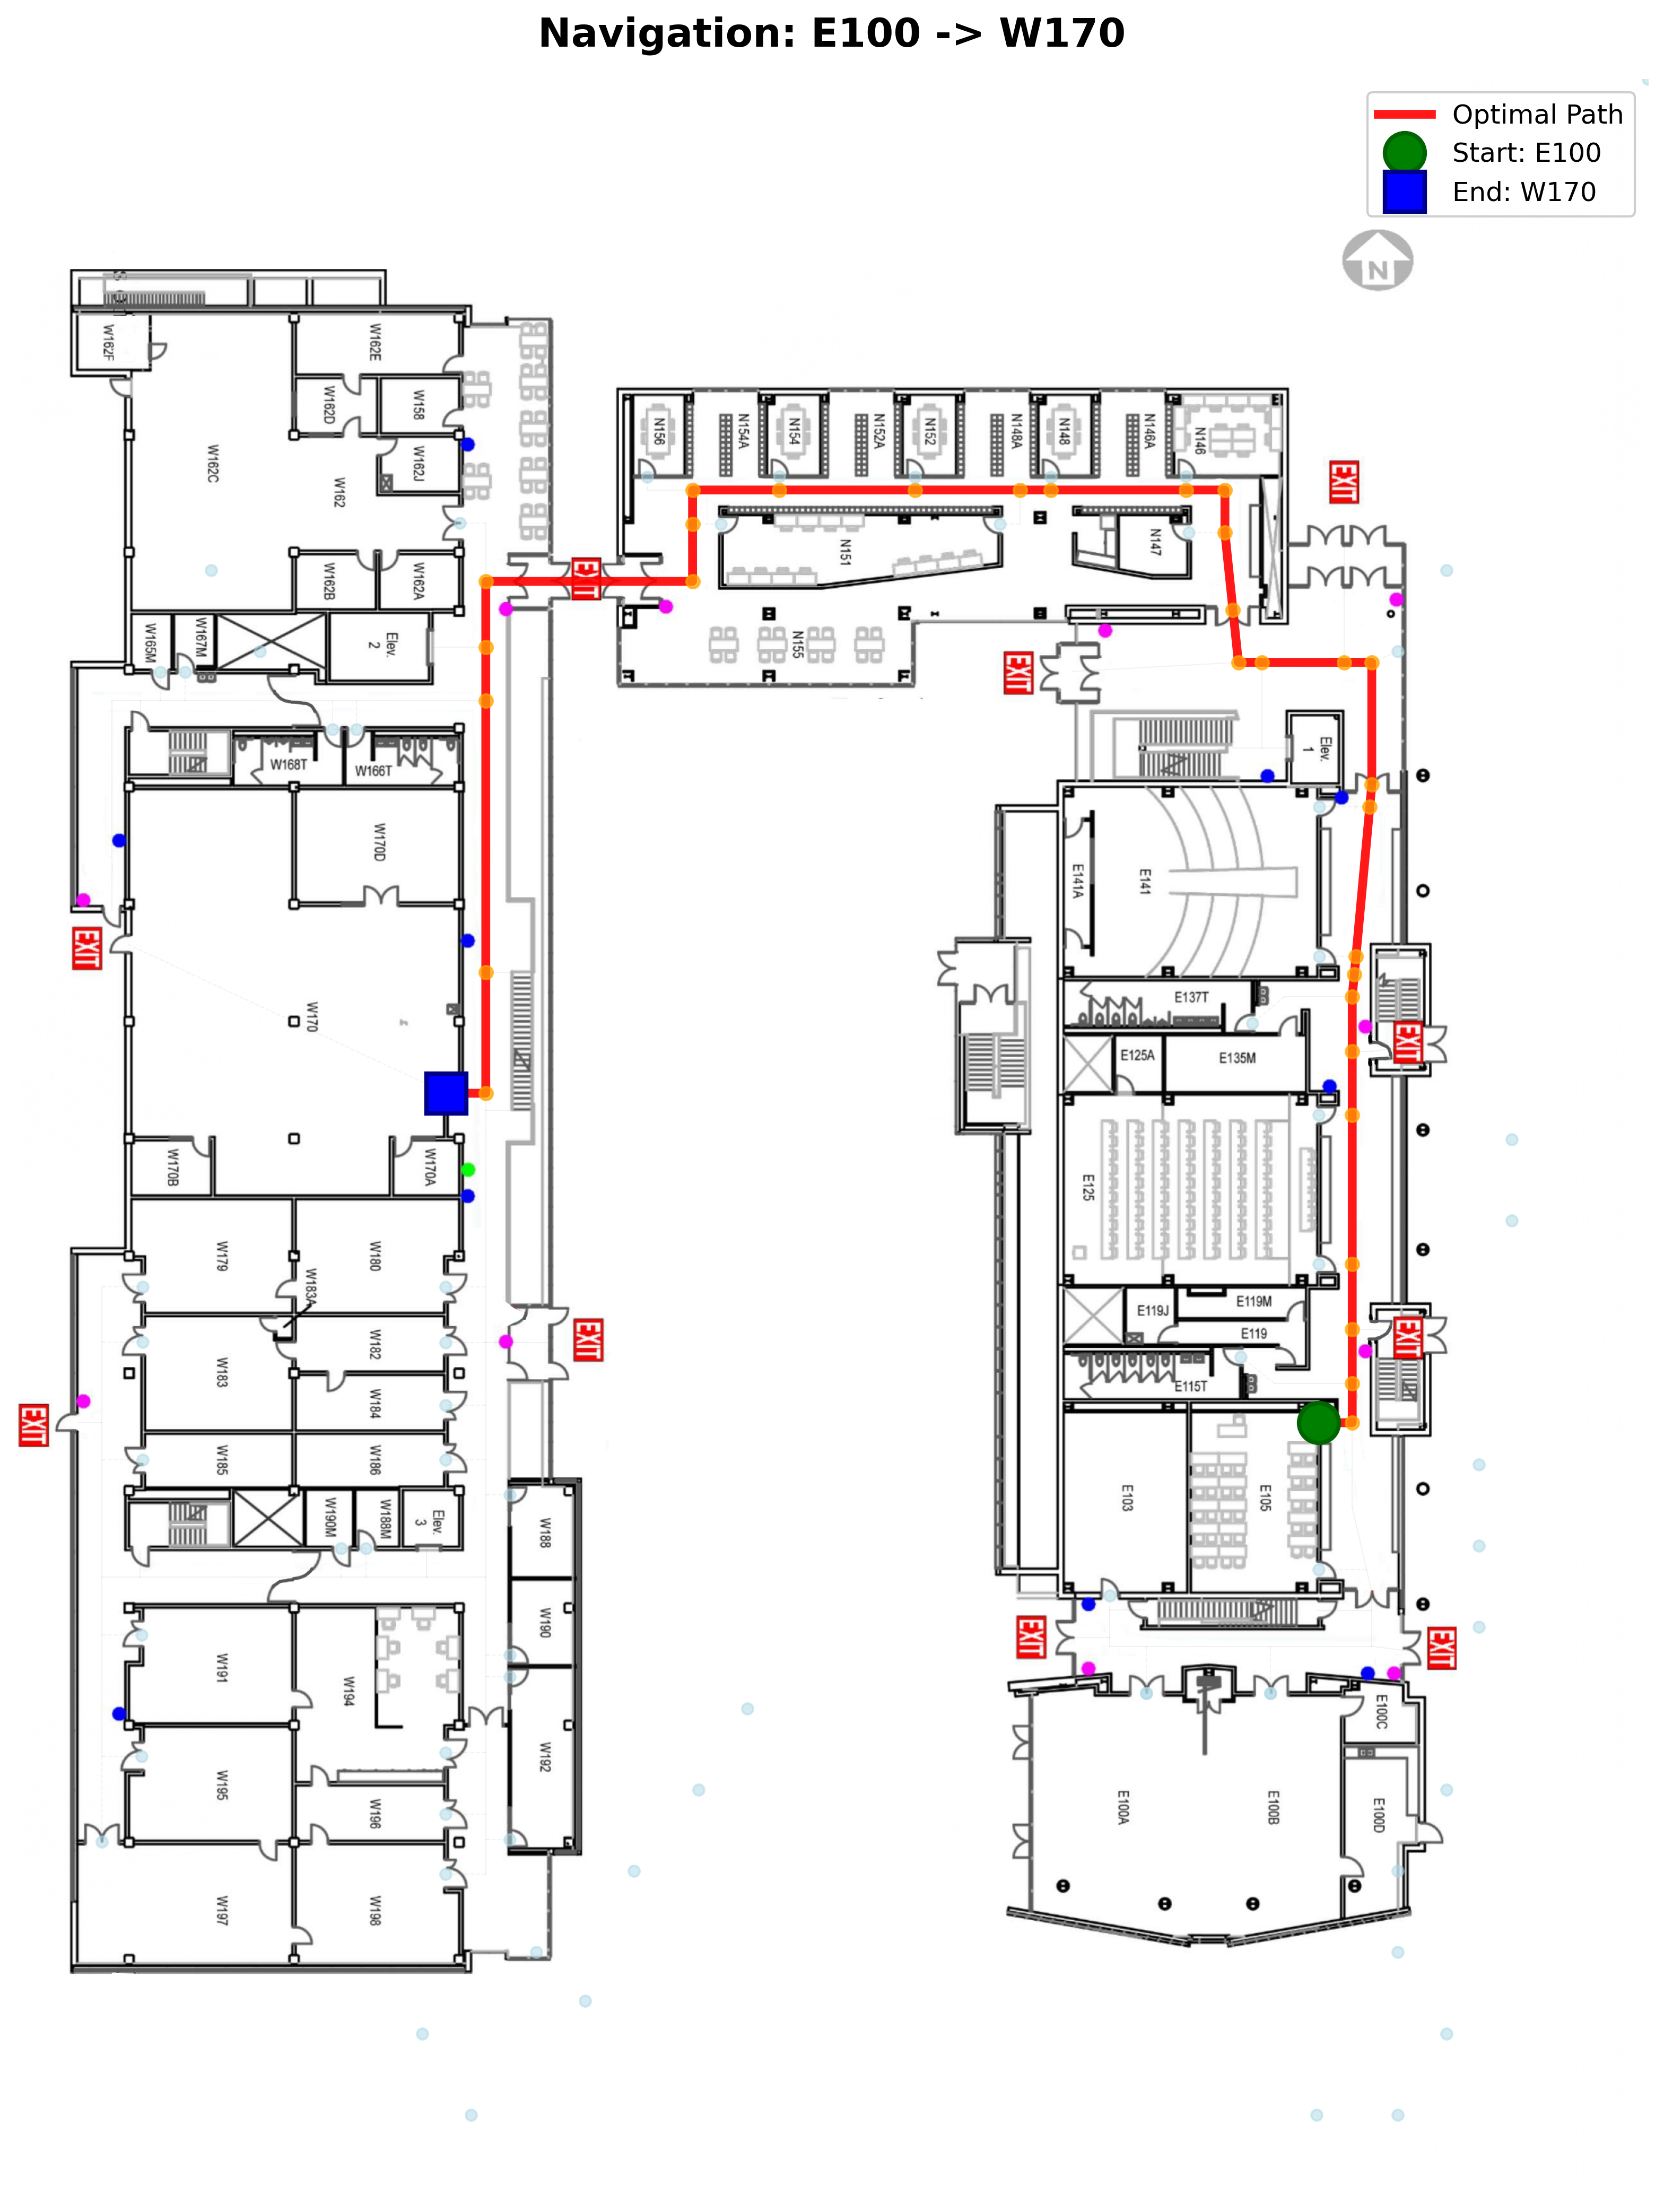 Navigation: E100 -> W170
Optimal Path
Start: E100
End: W170
N
W162F
W162E
W162D
W158
W162C
W162J
W162
W162B
W162A
W165M
W167M
Elev.
2
W168T
W166T
W170D
W170
W170B
W170A
W179
W180
W183A
W182
W183
W184
W185
W186
W190M
W188M
Elev.
3
W188
W190
W191
W194
W192
W195
W196
W197
W198
N156
N154A
N154
N152A
N152
N148A
N148
N146A
N146
N151
N147
N155
Elev.
1
E141A
E141
E137T
E125A
E135M
E125
E119J
E119M
E119
E115T
E103
E105
E100C
E100A
E100B
E100D
EXIT
EXIT
EXIT
EXIT
EXIT
EXIT
EXIT
EXIT
EXIT
EXIT